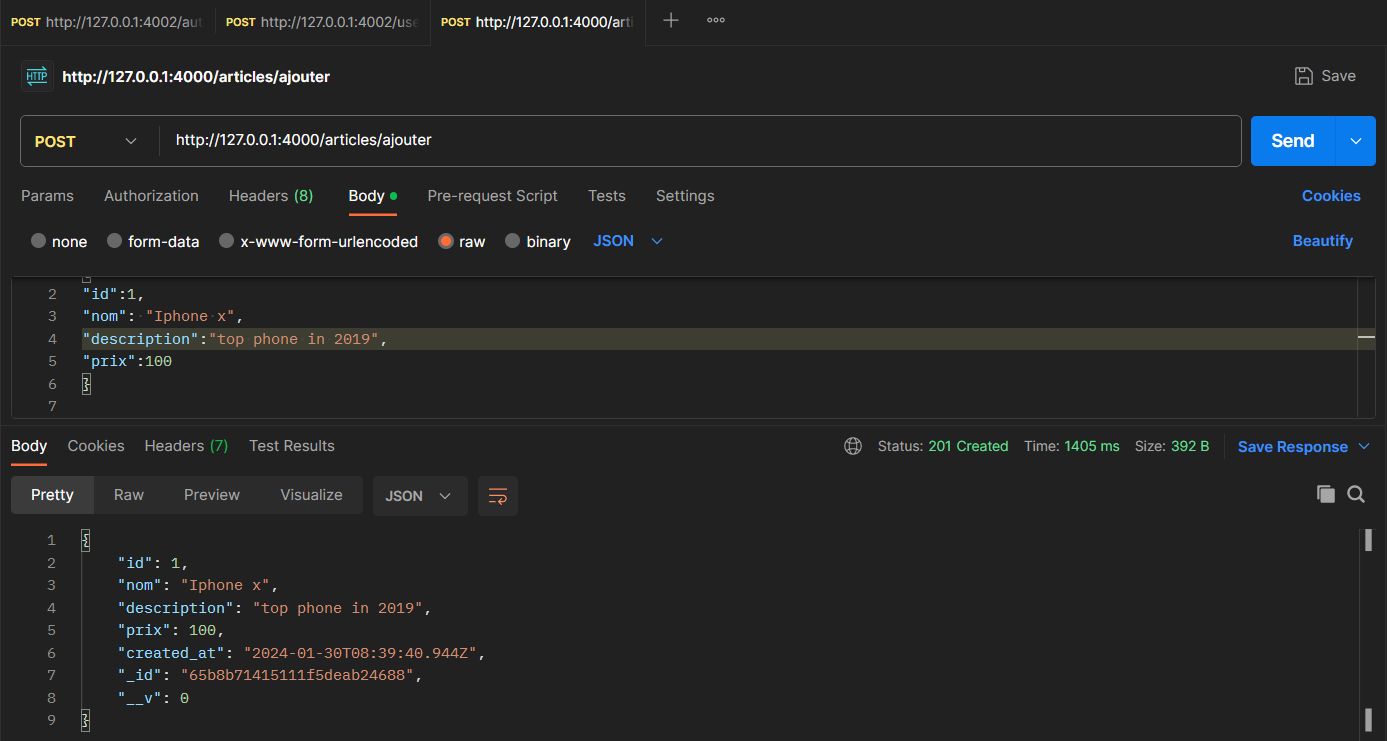 POST http://127.0.0.1:4002/aut POST http://127.0.0.1:4002/use POST http://127.0.0.1:4000/arti
HTTP http://127.0.0.1:4000/articles/ajouter Save
POST http://127.0.0.1:4000/articles/ajouter Send
Params Authorization Headers (8) Body Pre-request Script Tests Settings Cookies
none form-data x-www-form-urlencoded raw binary JSON Beautify
2 "id":1,
3 "nom": "Iphone x",
4 "description":"top phone in 2019",
5 "prix":100
6 }
7
Body Cookies Headers (7) Test Results Status: 201 Created Time: 1405 ms Size: 392 B Save Response
Pretty Raw Preview Visualize JSON
1 {
2 "id": 1,
3 "nom": "Iphone x",
4 "description": "top phone in 2019",
5 "prix": 100,
6 "created_at": "2024-01-30T08:39:40.944Z",
7 "_id": "65b8b71415111f5deab24688",
8 "__v": 0
9 }